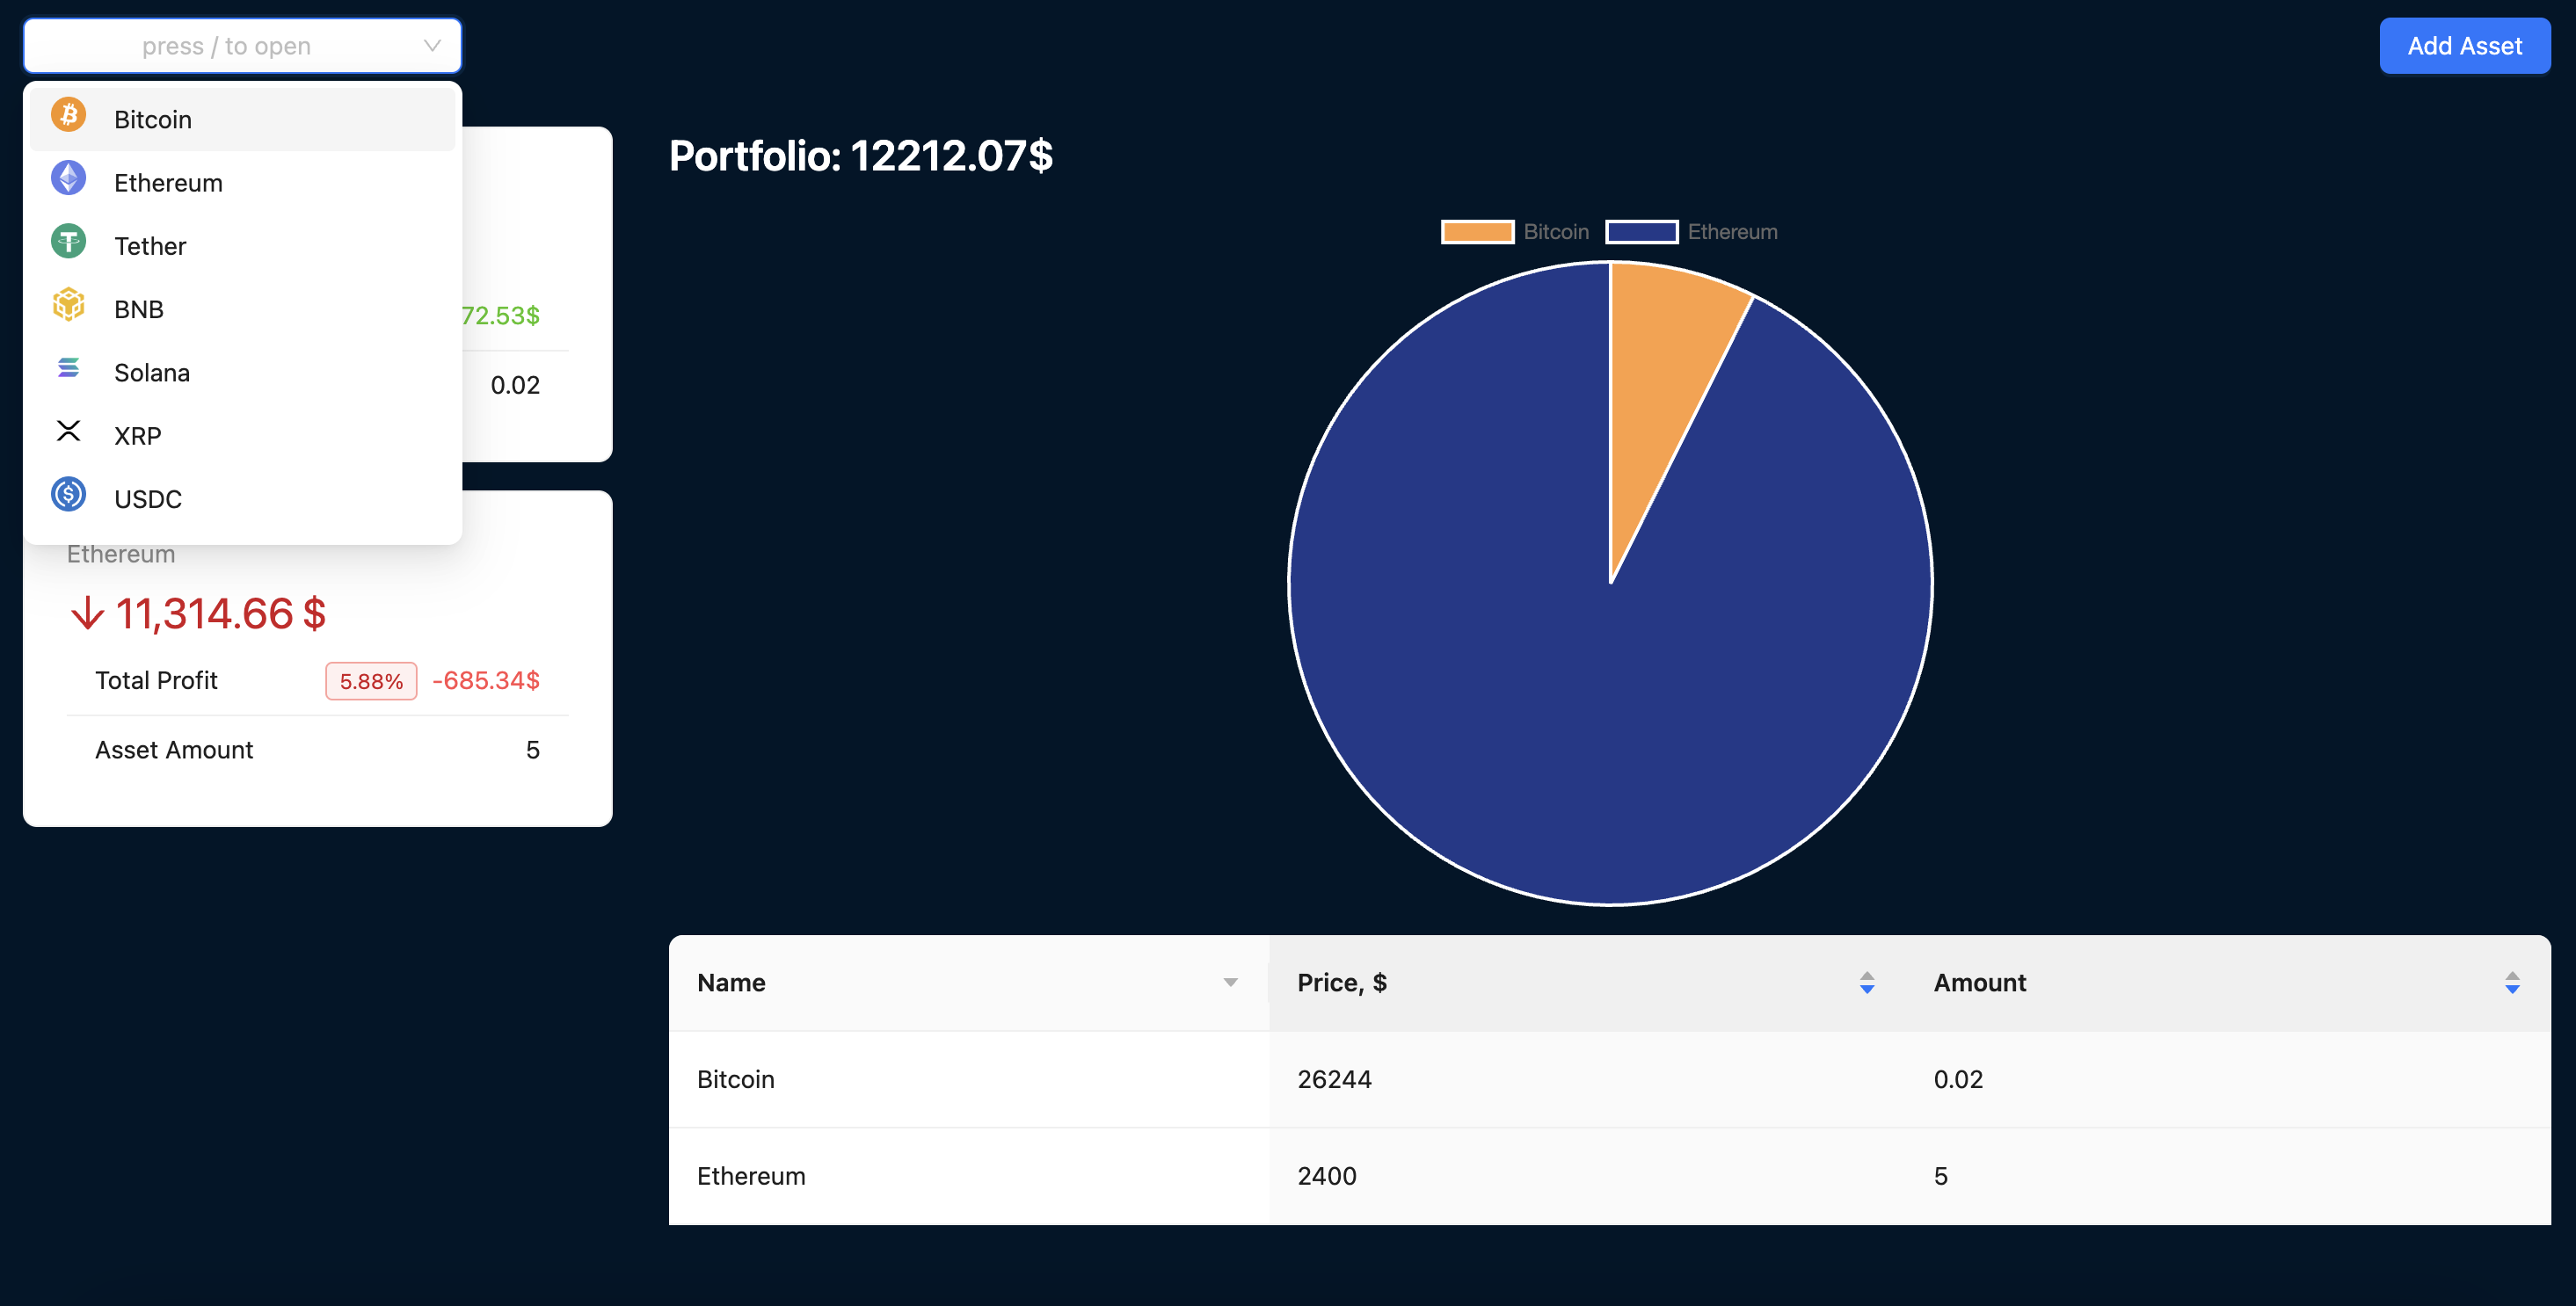 press / to open
Add Asset
Bitcoin
Ethereum
Tether
BNB
Solana
XRP
USDC
72.53$
0.02
Ethereum
11,314.66 $
Total Profit 5.88% -685.34$
Asset Amount 5
Portfolio: 12212.07$
Bitcoin Ethereum
Name Price, $ Amount
Bitcoin 26244 0.02
Ethereum 2400 5